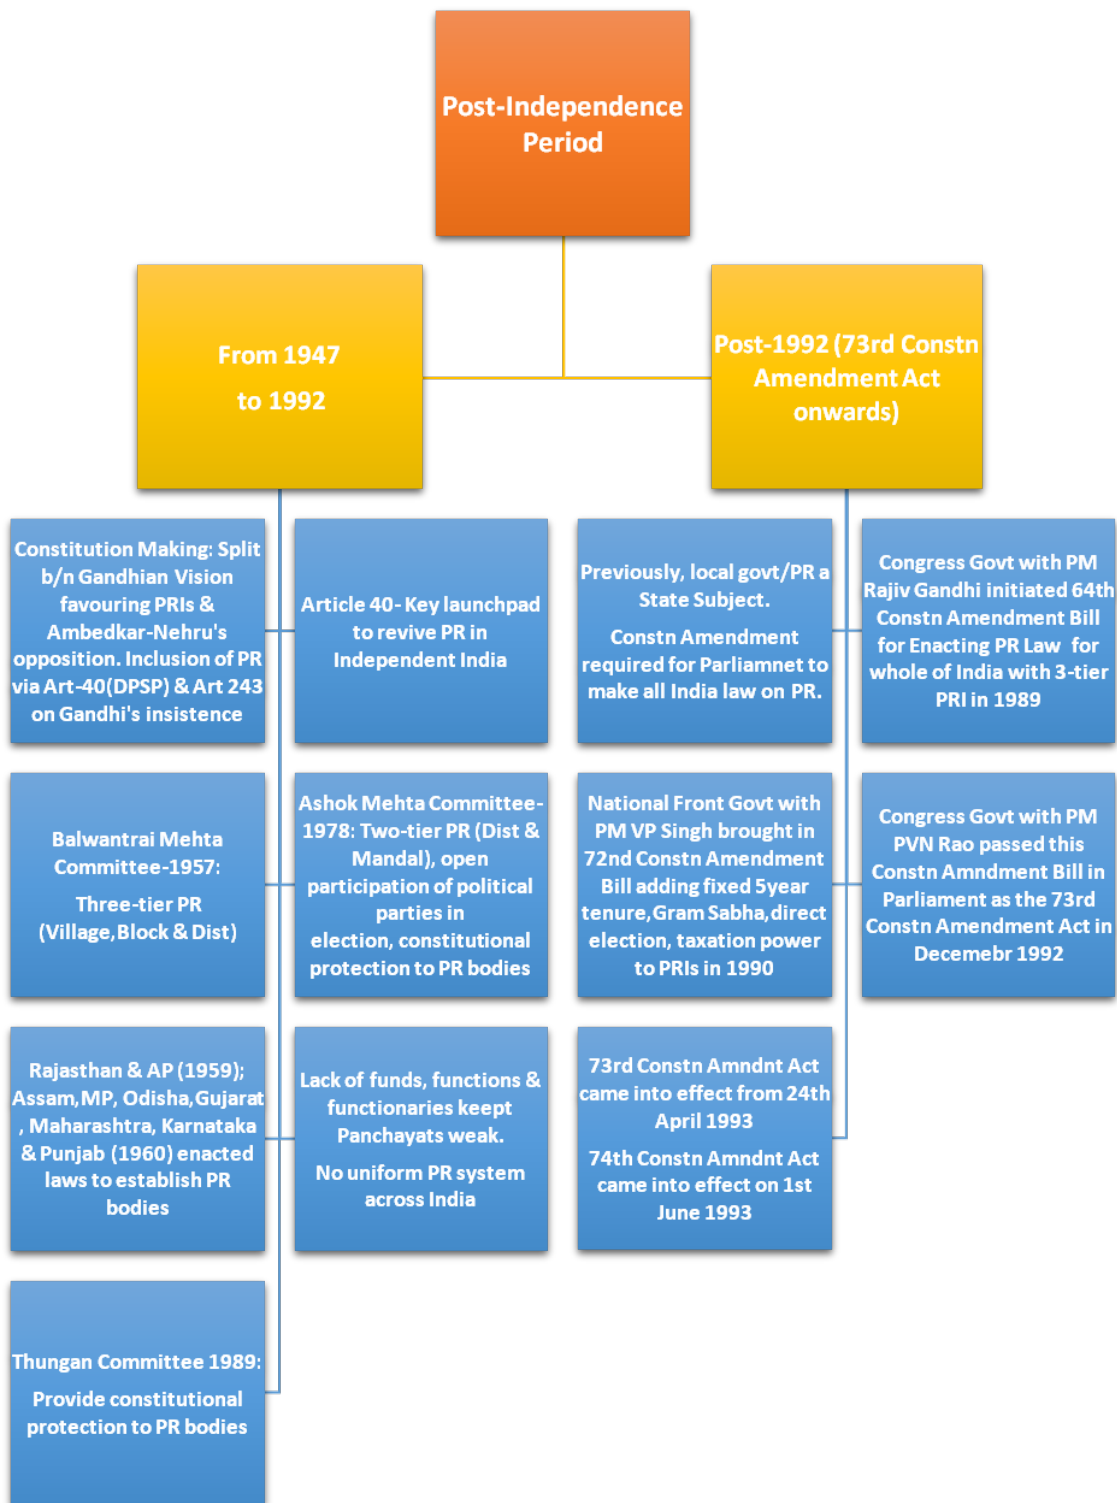 Post-Independence
Period
From 1947
to 1992
Post-1992 (73rd Constn
Amendment Act
onwards)
Constitution Making: Split
b/n Gandhian Vision
favouring PRIs &
Ambedkar-Nehru's
opposition. Inclusion of PR
via Art-40(DPSP) & Art 243
on Gandhi's insistence
Article 40- Key launchpad
to revive PR in
Independent India
Balwantrai Mehta
Committee-1957:
Three-tier PR
(Village,Block & Dist)
Ashok Mehta Committee-
1978: Two-tier PR (Dist &
Mandal), open
participation of political
parties in
election, constitutional
protection to PR bodies
Rajasthan & AP (1959);
Assam,MP, Odisha,Gujarat
, Maharashtra, Karnataka
& Punjab (1960) enacted
laws to establish PR
bodies
Lack of funds, functions &
functionaries keept
Panchayats weak.
No uniform PR system
across India
Thungan Committee 1989:
Provide constitutional
protection to PR bodies
Previously, local govt/PR a
State Subject.
Constn Amendment
required for Parliamnet to
make all India law on PR.
Congress Govt with PM
Rajiv Gandhi initiated 64th
Constn Amendment Bill
for Enacting PR Law for
whole of India with 3-tier
PRI in 1989
National Front Govt with
PM VP Singh brought in
72nd Constn Amendment
Bill adding fixed 5year
tenure,Gram Sabha,direct
election, taxation power
to PRIs in 1990
Congress Govt with PM
PVN Rao passed this
Constn Amndment Bill in
Parliament as the 73rd
Constn Amendment Act in
Decemebr 1992
73rd Constn Amndnt Act
came into effect from 24th
April 1993
74th Constn Amndnt Act
came into effect on 1st
June 1993